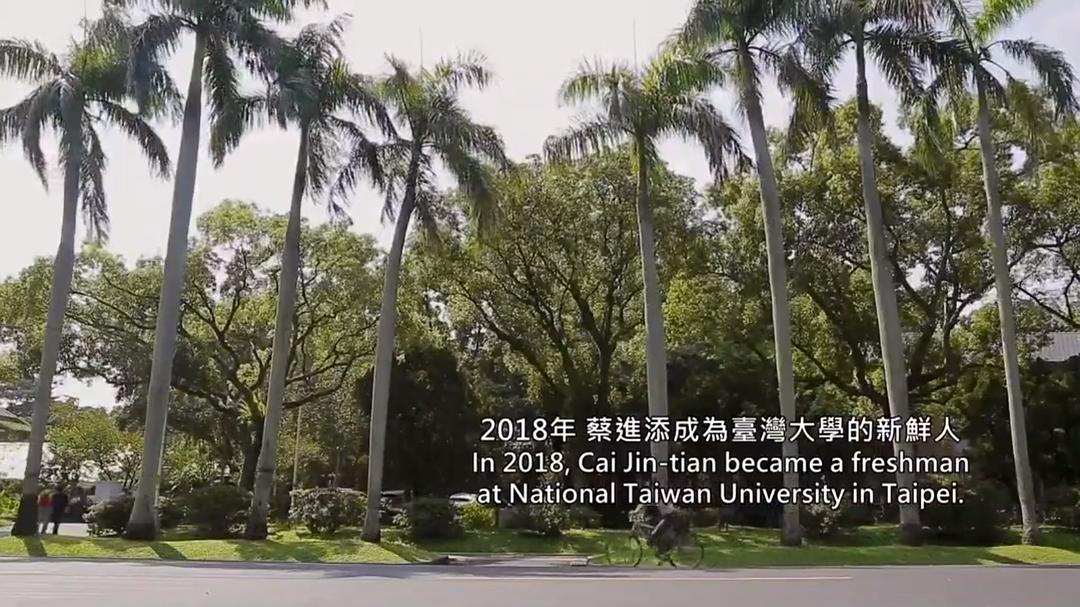 2018年 蔡進添成為臺灣大學的新鮮人
In 2018, Cai Jin-tian became a freshman
at National Taiwan University in Taipei.